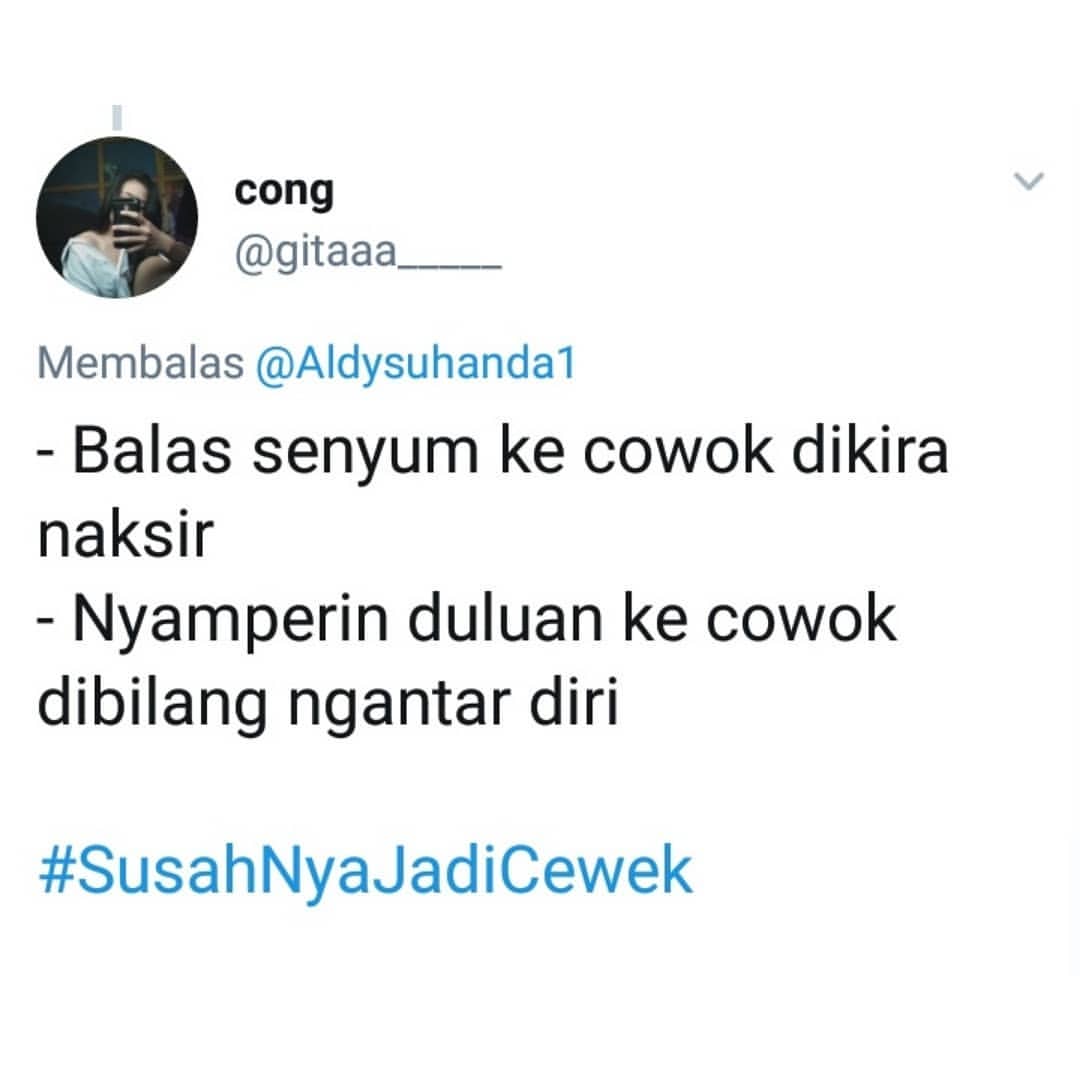 cong
@gitaaa_____
Membalas @Aldysuhanda1
- Balas senyum ke cowok dikira
naksir
- Nyamperin duluan ke cowok
dibilang ngantar diri
#SusahNyaJadiCewek